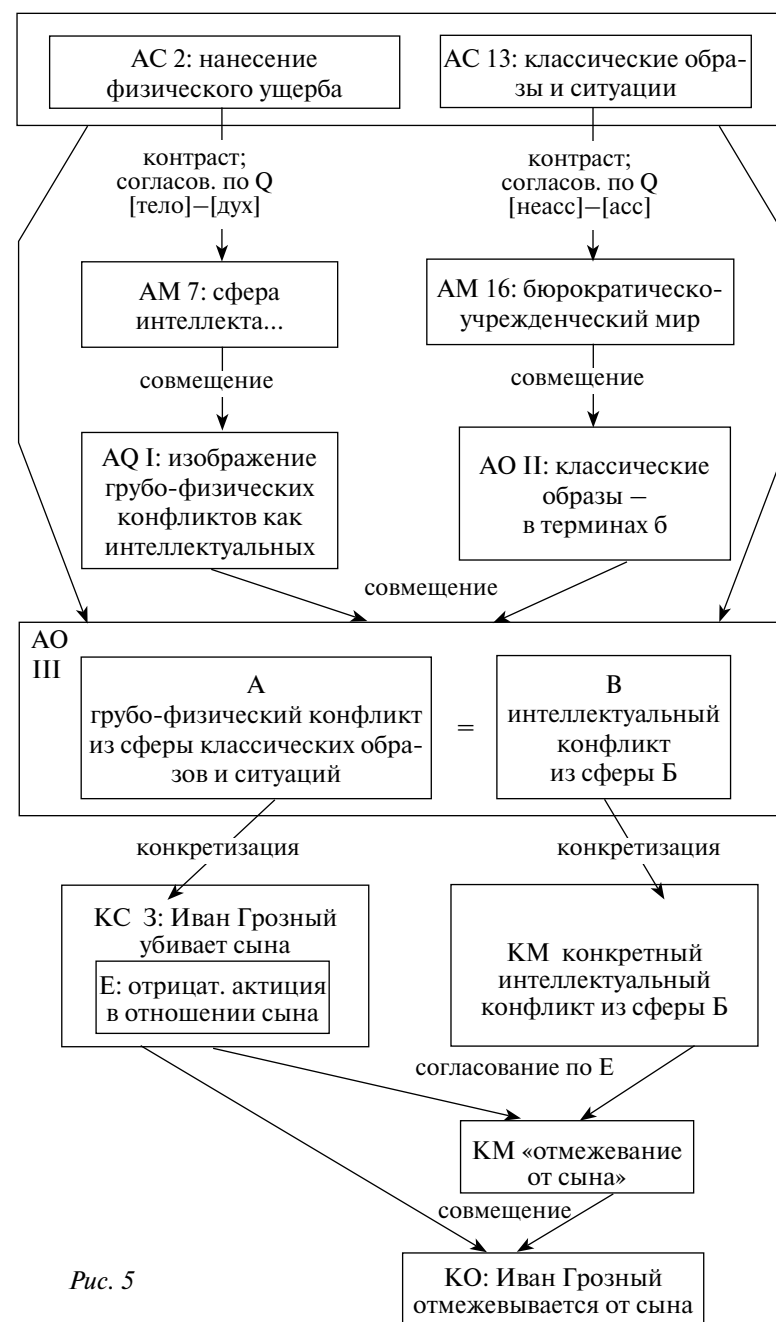 АС 2: нанесение
физического ущерба
АС 13: классические обра-
зы и ситуации
контраст;
согласов. по Q
[тело]–[дух]
контраст;
согласов. по Q
[неасс]–[асс]
АМ 7: сфера
интеллекта...
АМ 16: бюрократическо-
учрежденческий мир
совмещение
совмещение
AQ I: изображение
грубо-физических
конфликтов как
интеллектуальных
АО II: классические
образы –
в терминах б
совмещение
АО
III
А
грубо-физический конфликт
из сферы классических обра-
зов и ситуаций
=
В
интеллектуальный
конфликт
из сферы Б
конкретизация
конкретизация
КС З: Иван Грозный
убивает сына
Е: отрицат. актиция
в отношении сына
КМ конкретный
интеллектуальный
конфликт из сферы Б
согласование по Е
КМ «отмежевание
от сына»
совмещение
Рис. 5
КО: Иван Грозный
отмежевывается от сына